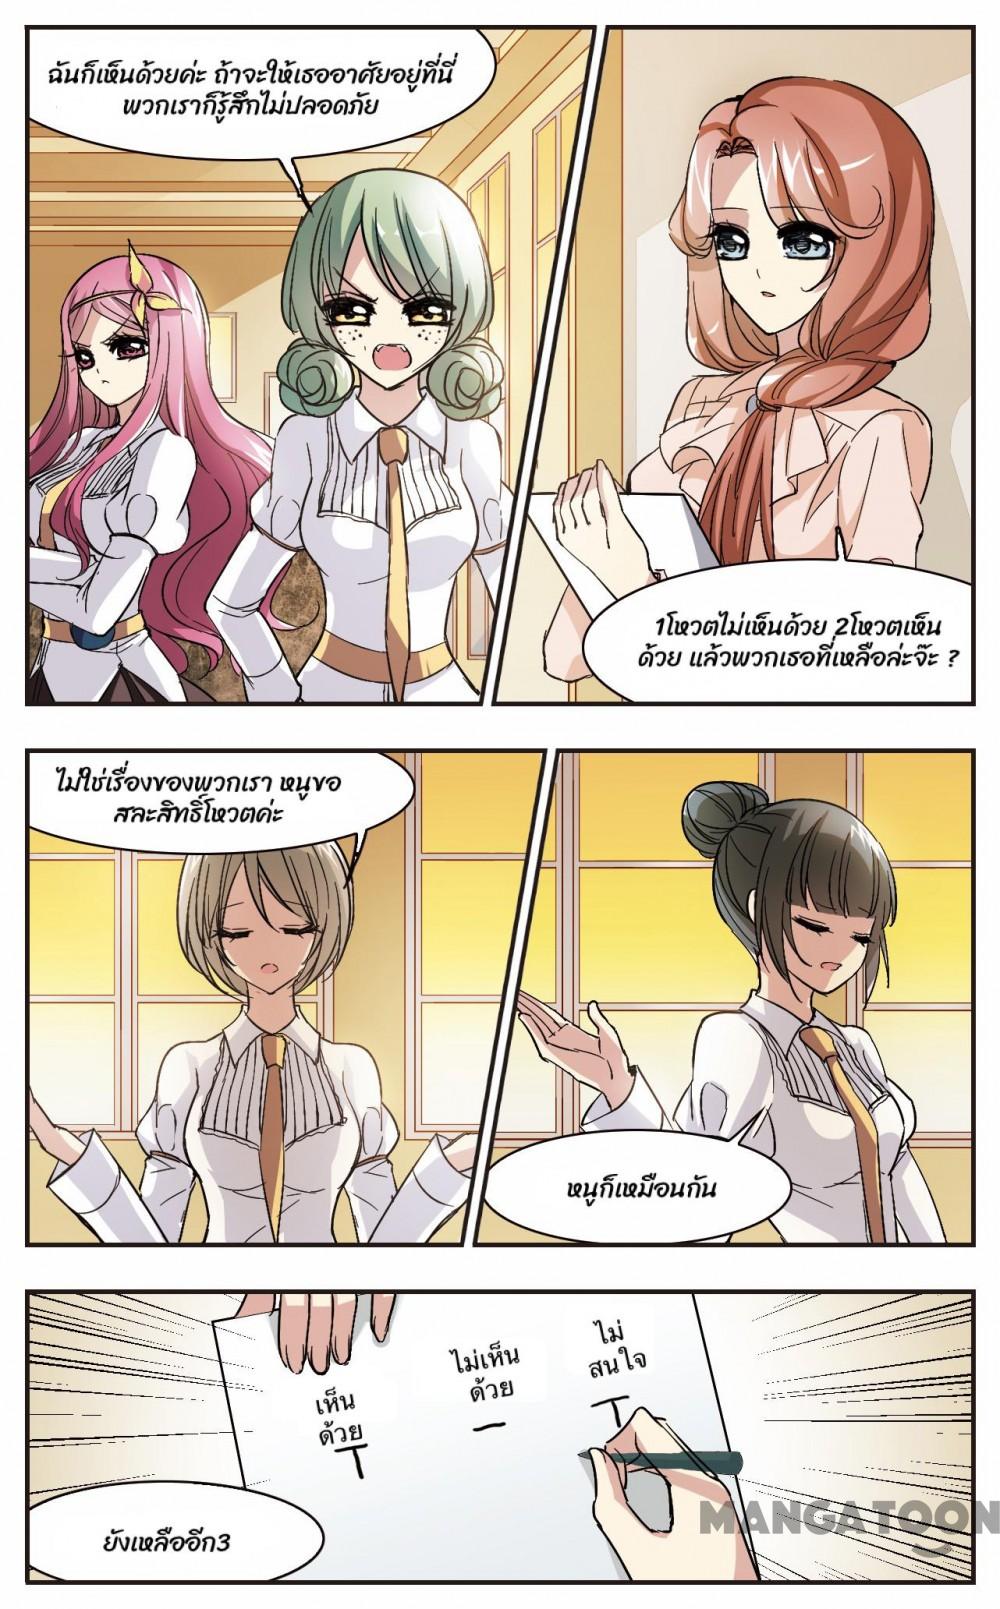 ฉันก็เห็นด้วยค่ะ ถ้าจะให้เธออาศัยอยู่ที่นี่
พวกเราก็รู้สึกไม่ปลอดภัย
1โหวตไม่เห็นด้วย 2โหวตเห็น
ด้วย แล้วพวกเธอที่เหลือล่ะจ๊ะ ?
ไม่ใช่เรื่องของพวกเรา หนูขอ
สละสิทธิ์โหวตค่ะ
หนูก็เหมือนกัน
เห็น
ด้วย
ไม่เห็น
ด้วย
ไม่
สนใจ
ยังเหลืออีก3
MANGATOON